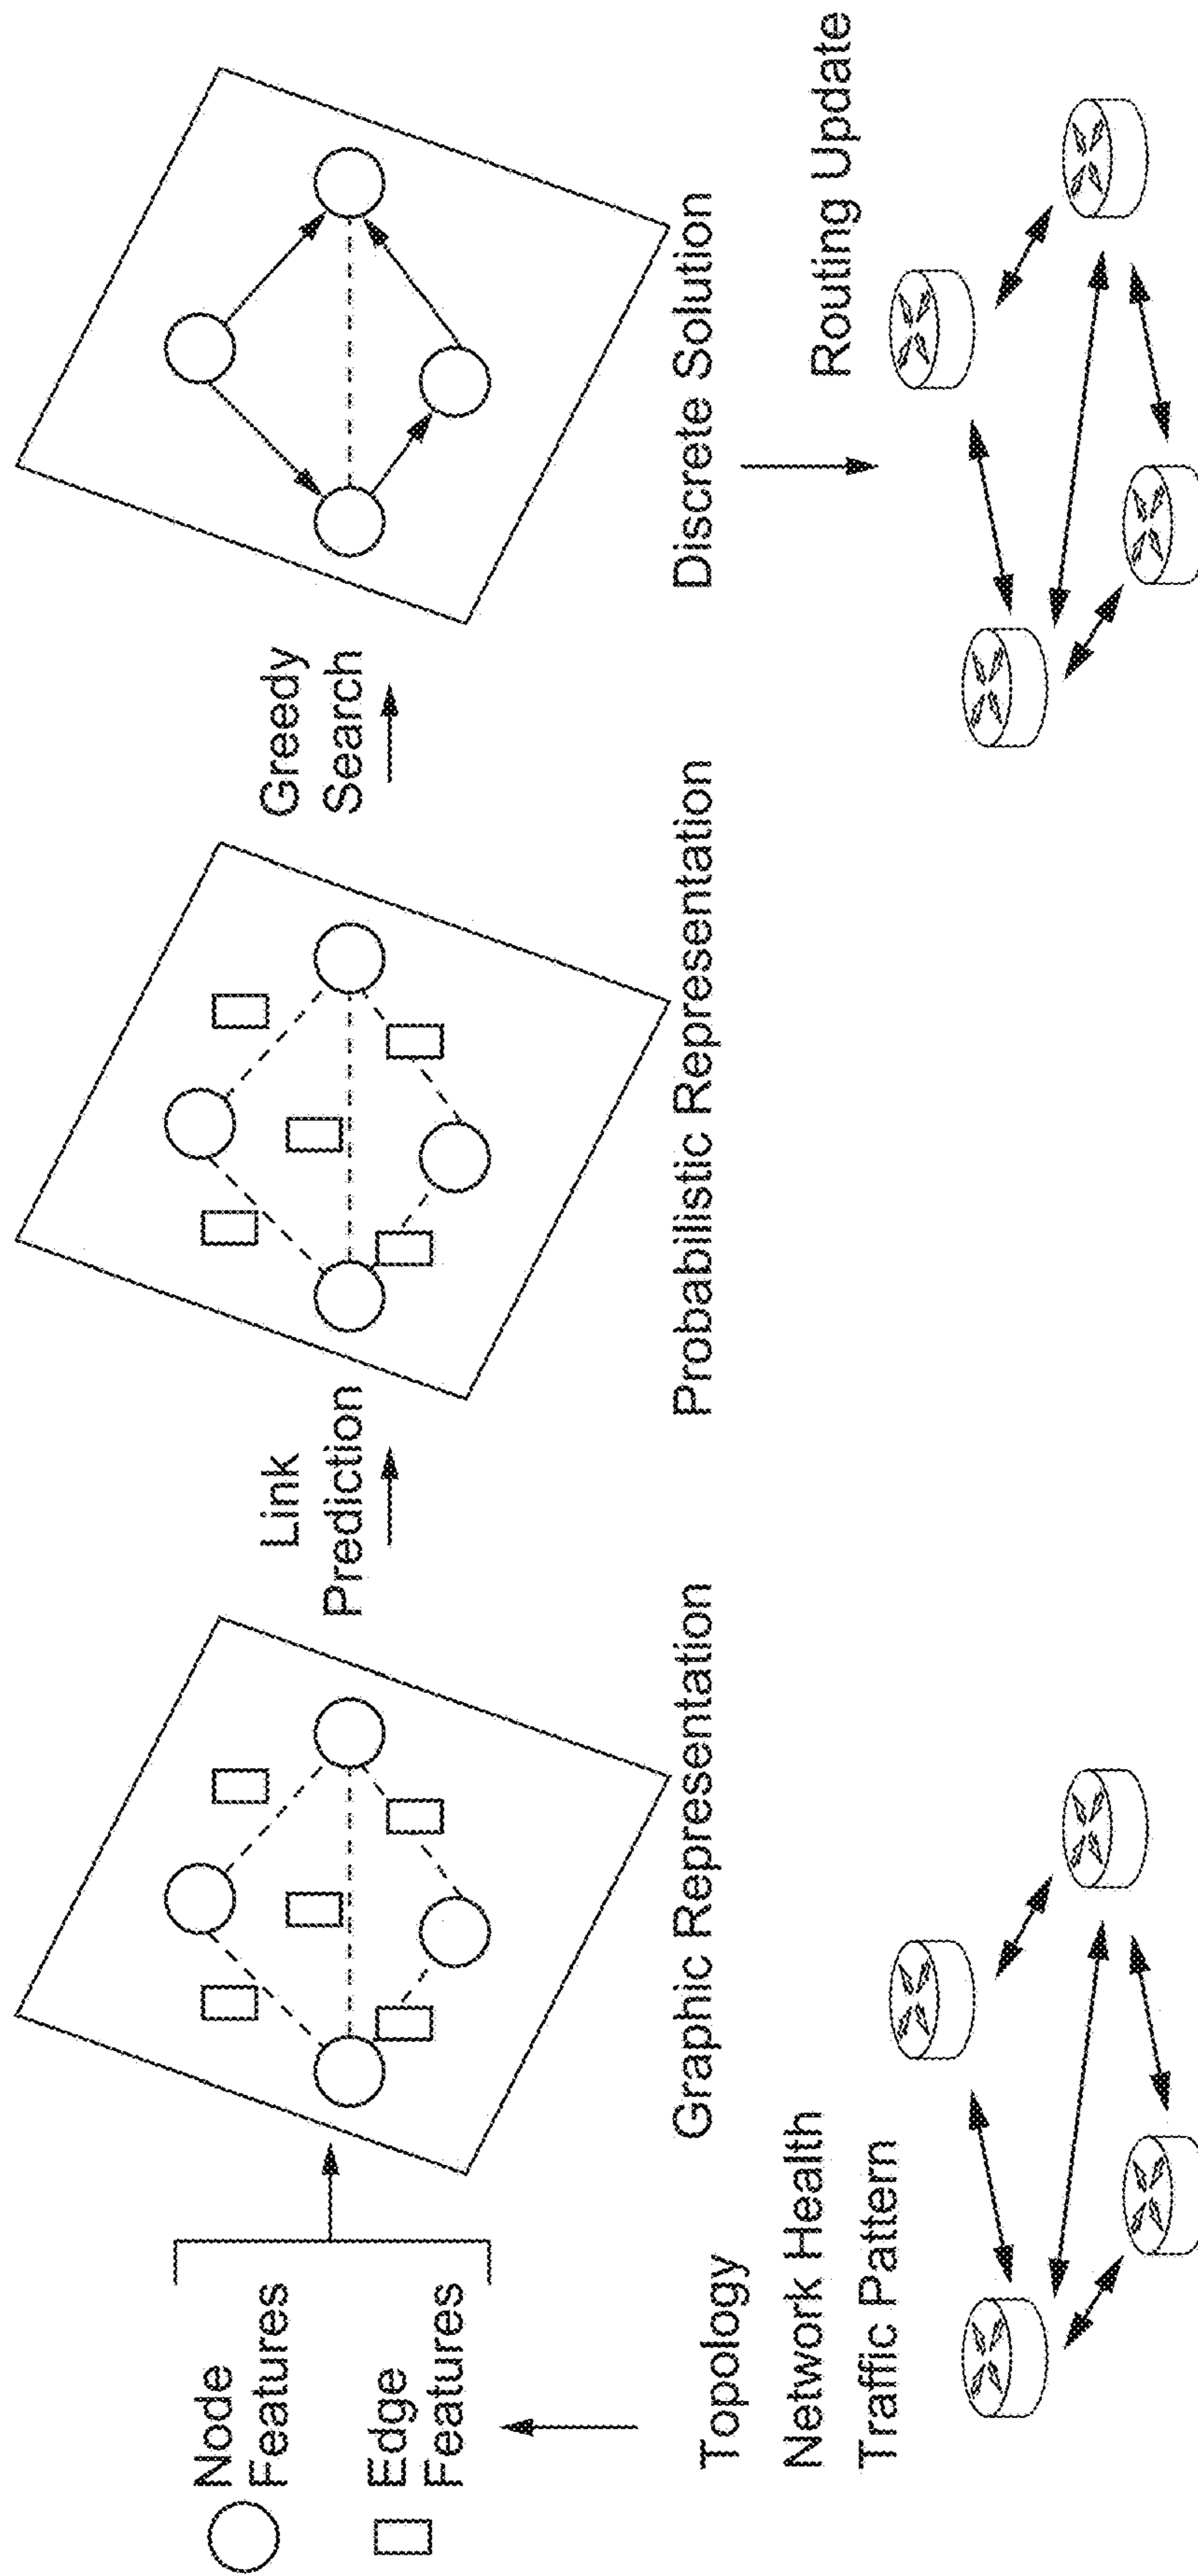 Node
Features
Edge
Features
Topology
Network Health
Traffic Pattern
Graphic Representation
Link
Prediction
Probabilistic Representation
Greedy
Search
Discrete Solution
Routing Update